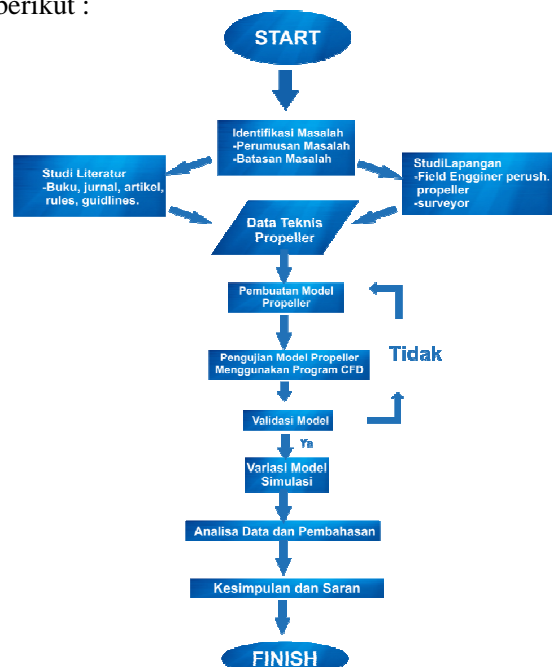 berikut :
START
Identifikasi Masalah
-Perumusan Masalah
-Batasan Masalah
Studi Literatur
-Buku, jurnal, artikel,
rules, guidlines.
StudiLapangan
-Field Engginer perush.
propeller
-surveyor
Data Teknis
Propeller
Pembuatan Model
Propeller
Pengujian Model Propeller
Menggunakan Program CFD
Tidak
Validasi Model
Ya
Variasi Model
Simulasi
Analisa Data dan Pembahasan
Kesimpulan dan Saran
FINISH